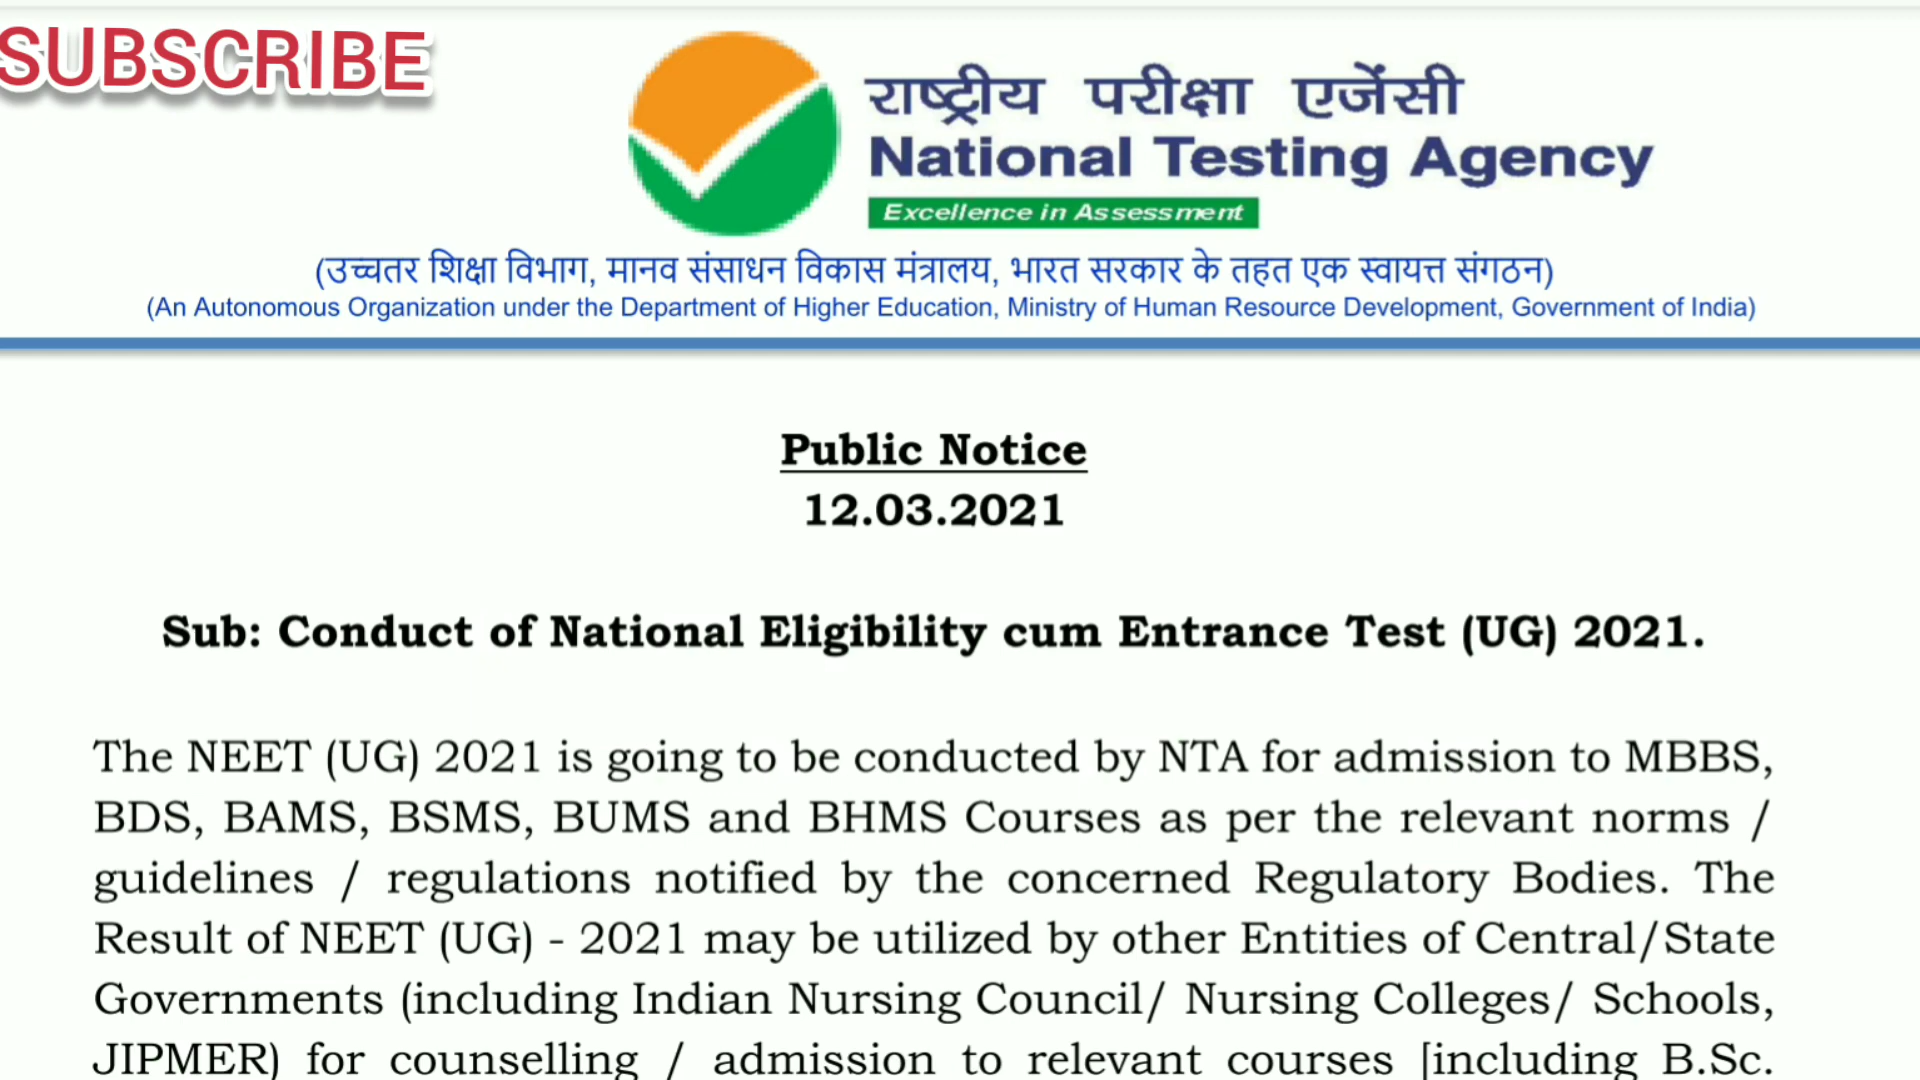 SUBSCRIBE
राष्ट्रीय परीक्षा एजेंसी
National Testing Agency
Excellence in Assessment
(उच्चतर शिक्षा विभाग, मानव संसाधन विकास मंत्रालय, भारत सरकार के तहत एक स्वायत्त संगठन)
(An Autonomous Organization under the Department of Higher Education, Ministry of Human Resource Development, Government of India)
Public Notice
12.03.2021
Sub: Conduct of National Eligibility cum Entrance Test (UG) 2021.
The NEET (UG) 2021 is going to be conducted by NTA for admission to MBBS,
BDS, BAMS, BSMS, BUMS and BHMS Courses as per the relevant norms /
guidelines / regulations notified by the concerned Regulatory Bodies. The
Result of NEET (UG) - 2021 may be utilized by other Entities of Central/State
Governments (including Indian Nursing Council/ Nursing Colleges/ Schools,
JIPMER) for counselling / admission to relevant courses [including B.Sc.